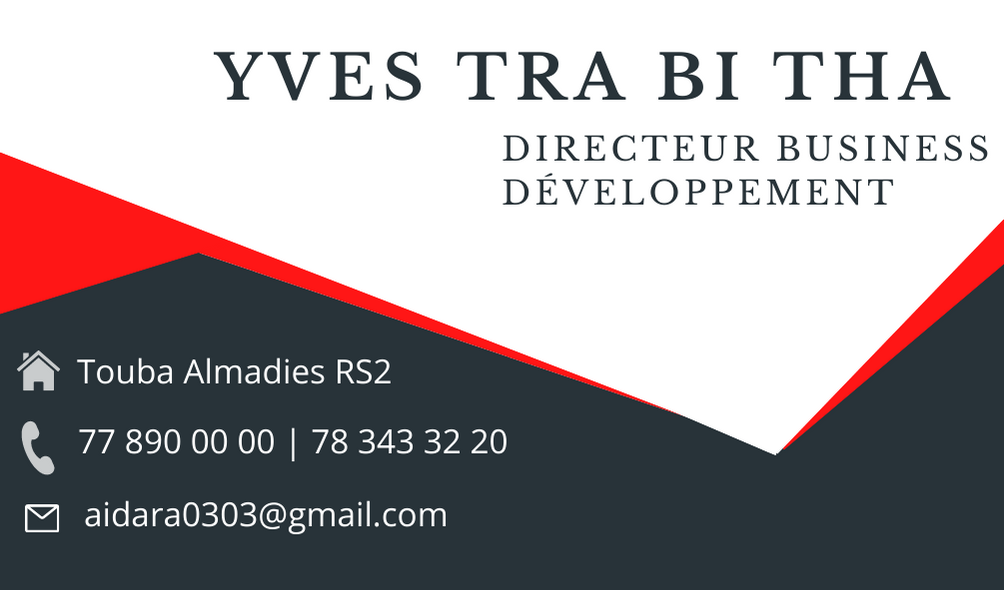 YVES TRA BI THA
DIRECTEUR BUSINESS
DÉVELOPPEMENT
Touba Almadies RS2
77 890 00 00 | 78 343 32 20
aidara0303@gmail.com